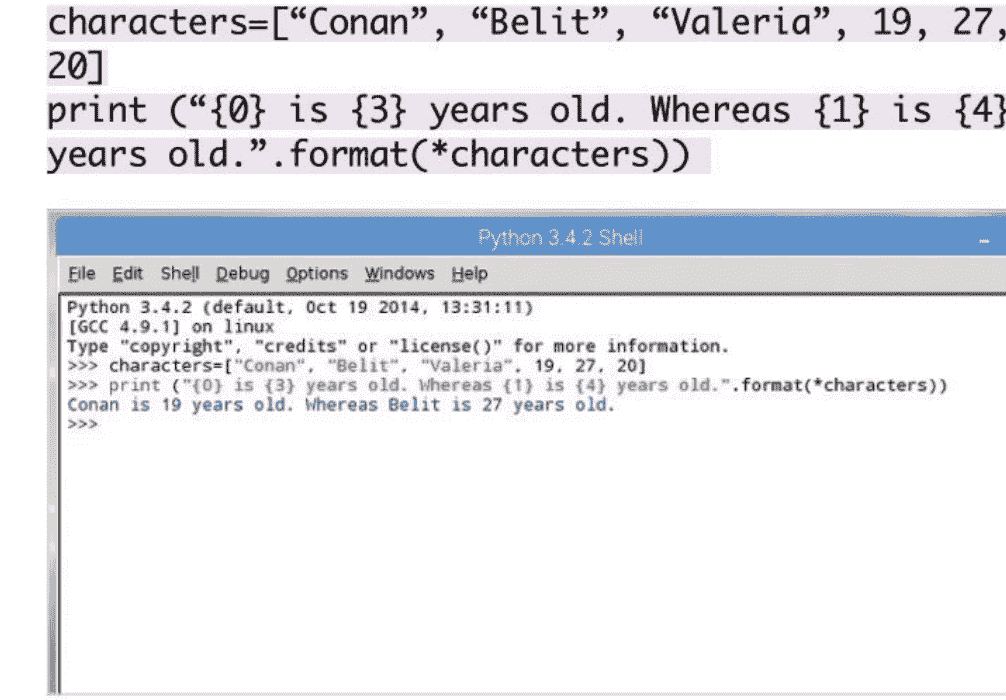 characters=[“Conan”, “Belit”, “Valeria”, 19, 27,
20]
print (“{0} is {3} years old. Whereas {1} is {4}
years old.”.format(*characters))
Python 3.4.2 Shell
File Edit Shell Debug Options Windows Help
Python 3.4.2 (default, Oct 19 2014, 13:31:11)
[GCC 4.9.1] on linux
Type "copyright", "credits" or "license()" for more information.
>>> characters=["Conan", "Belit", "Valeria", 19, 27, 20]
>>> print ("{0} is {3} years old. Whereas {1} is {4} years old.".format(*characters))
Conan is 19 years old. Whereas Belit is 27 years old.
>>>